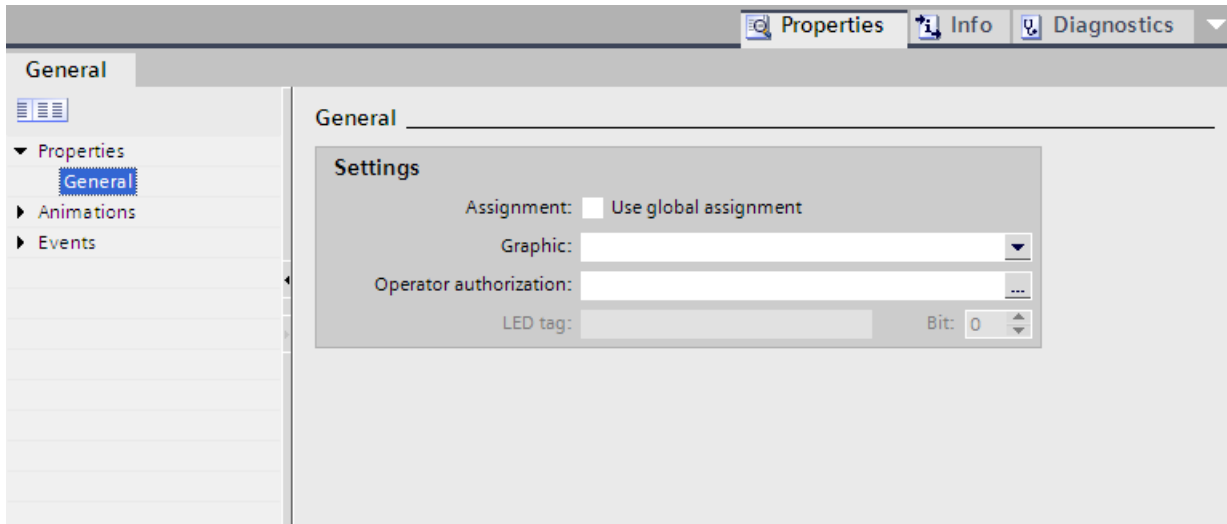 Properties Info Diagnostics
General
General
Properties
General
Animations
Events
Settings
Assignment: Use global assignment
Graphic:
Operator authorization: ...
LED tag: Bit: 0